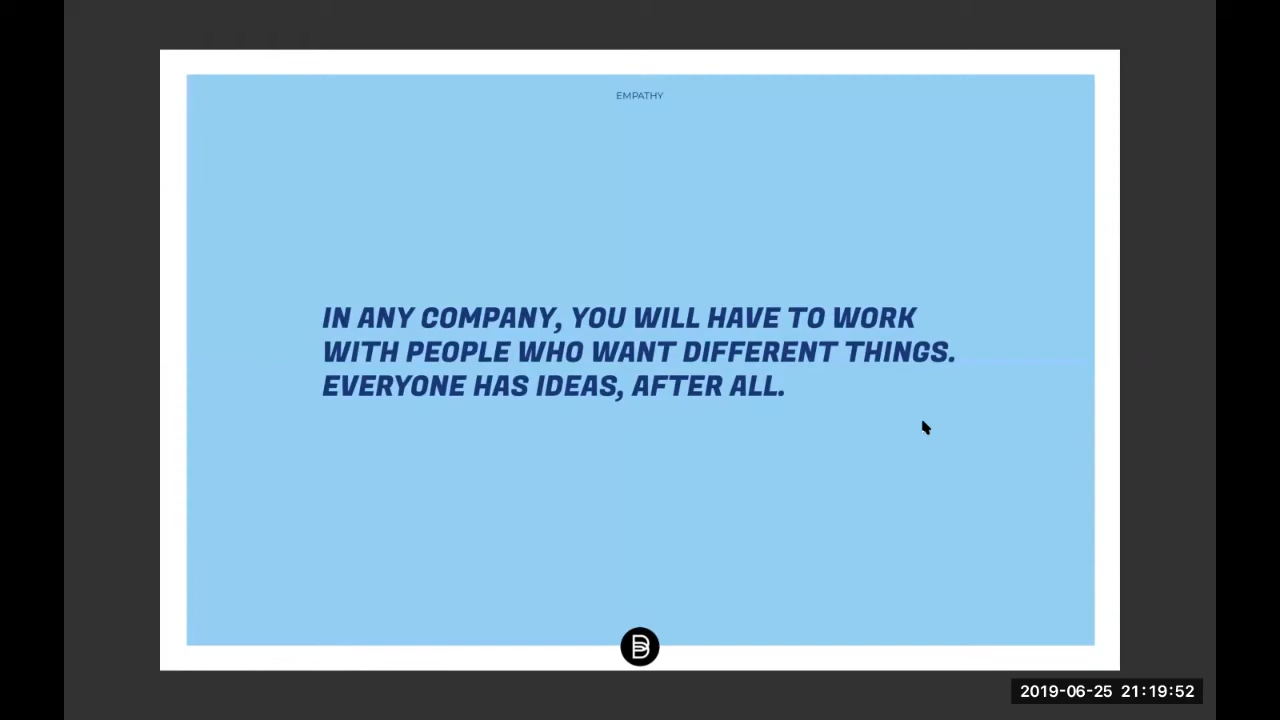 EMPATHY
IN ANY COMPANY, YOU WILL HAVE TO WORK
WITH PEOPLE WHO WANT DIFFERENT THINGS.
EVERYONE HAS IDEAS, AFTER ALL.
B
2019-06-25 21:19:52